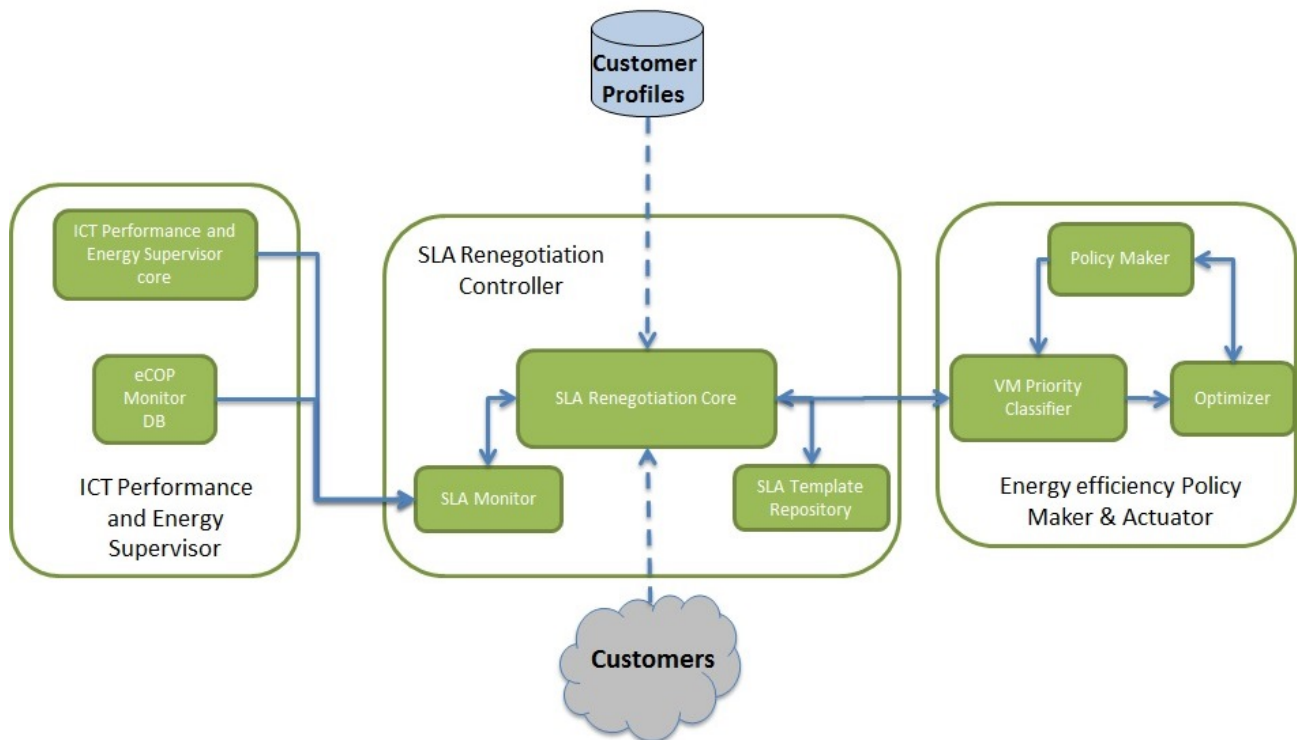 Customer
Profiles
ICT Performance and
Energy Supervisor
core
eCOP
Monitor
DB
ICT Performance
and Energy
Supervisor
SLA Renegotiation
Controller
SLA Renegotiation Core
SLA Monitor
SLA Template
Repository
Policy Maker
VM Priority
Classifier
Optimizer
Energy efficiency Policy
Maker & Actuator
Customers